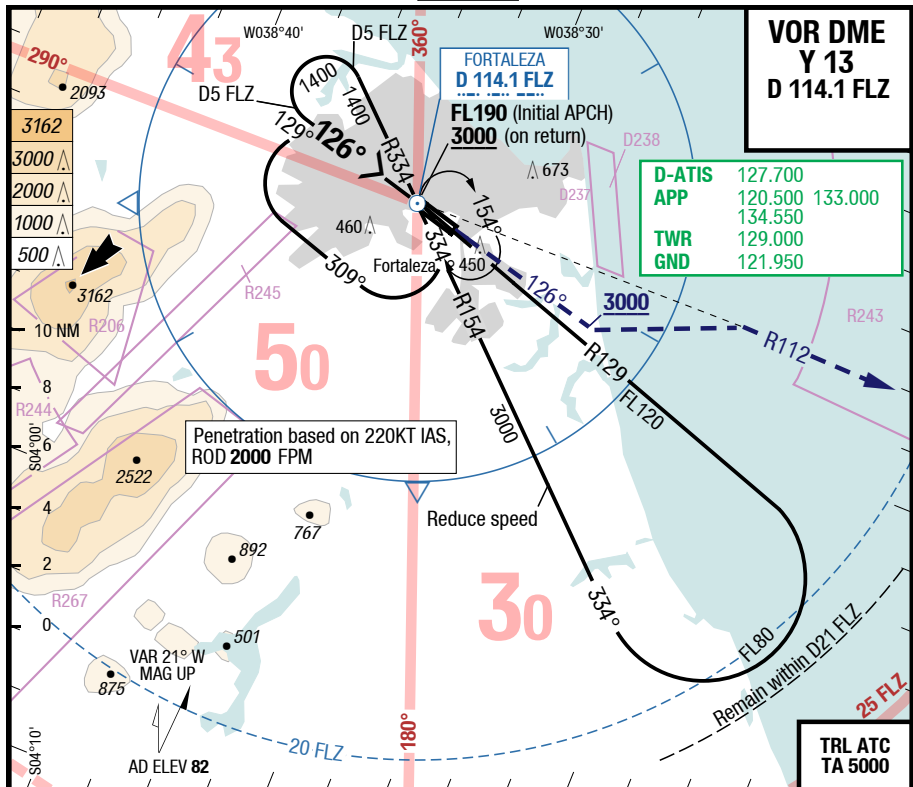 VOR DME
Y 13
D 114.1 FLZ
W038°40'
W038°30'
360°
290°
43
D5 FLZ
D5 FLZ
1400
1400
129°
126°
R334
FORTALEZA
D 114.1 FLZ
FL190 (Initial APCH)
3000 (on return)
2093
3162
3000
2000
1000
500
673
D238
D237
D-ATIS 127.700
APP 120.500 133.000
134.550
TWR 129.000
GND 121.950
460
154°
334°
450
Fortaleza
309°
3162
R206
R245
126°
3000
R243
R112
10 NM
R154
R129
FL120
50
8
R244
6
S04°00'
3000
Penetration based on 220KT IAS,
ROD 2000 FPM
2522
4
767
Reduce speed
892
2
R267
334°
30
0
501
VAR 21° W
MAG UP
875
FL80
Remain within D21 FLZ
25 FLZ
180°
20 FLZ
S04°10'
AD ELEV 82
TRL ATC
TA 5000